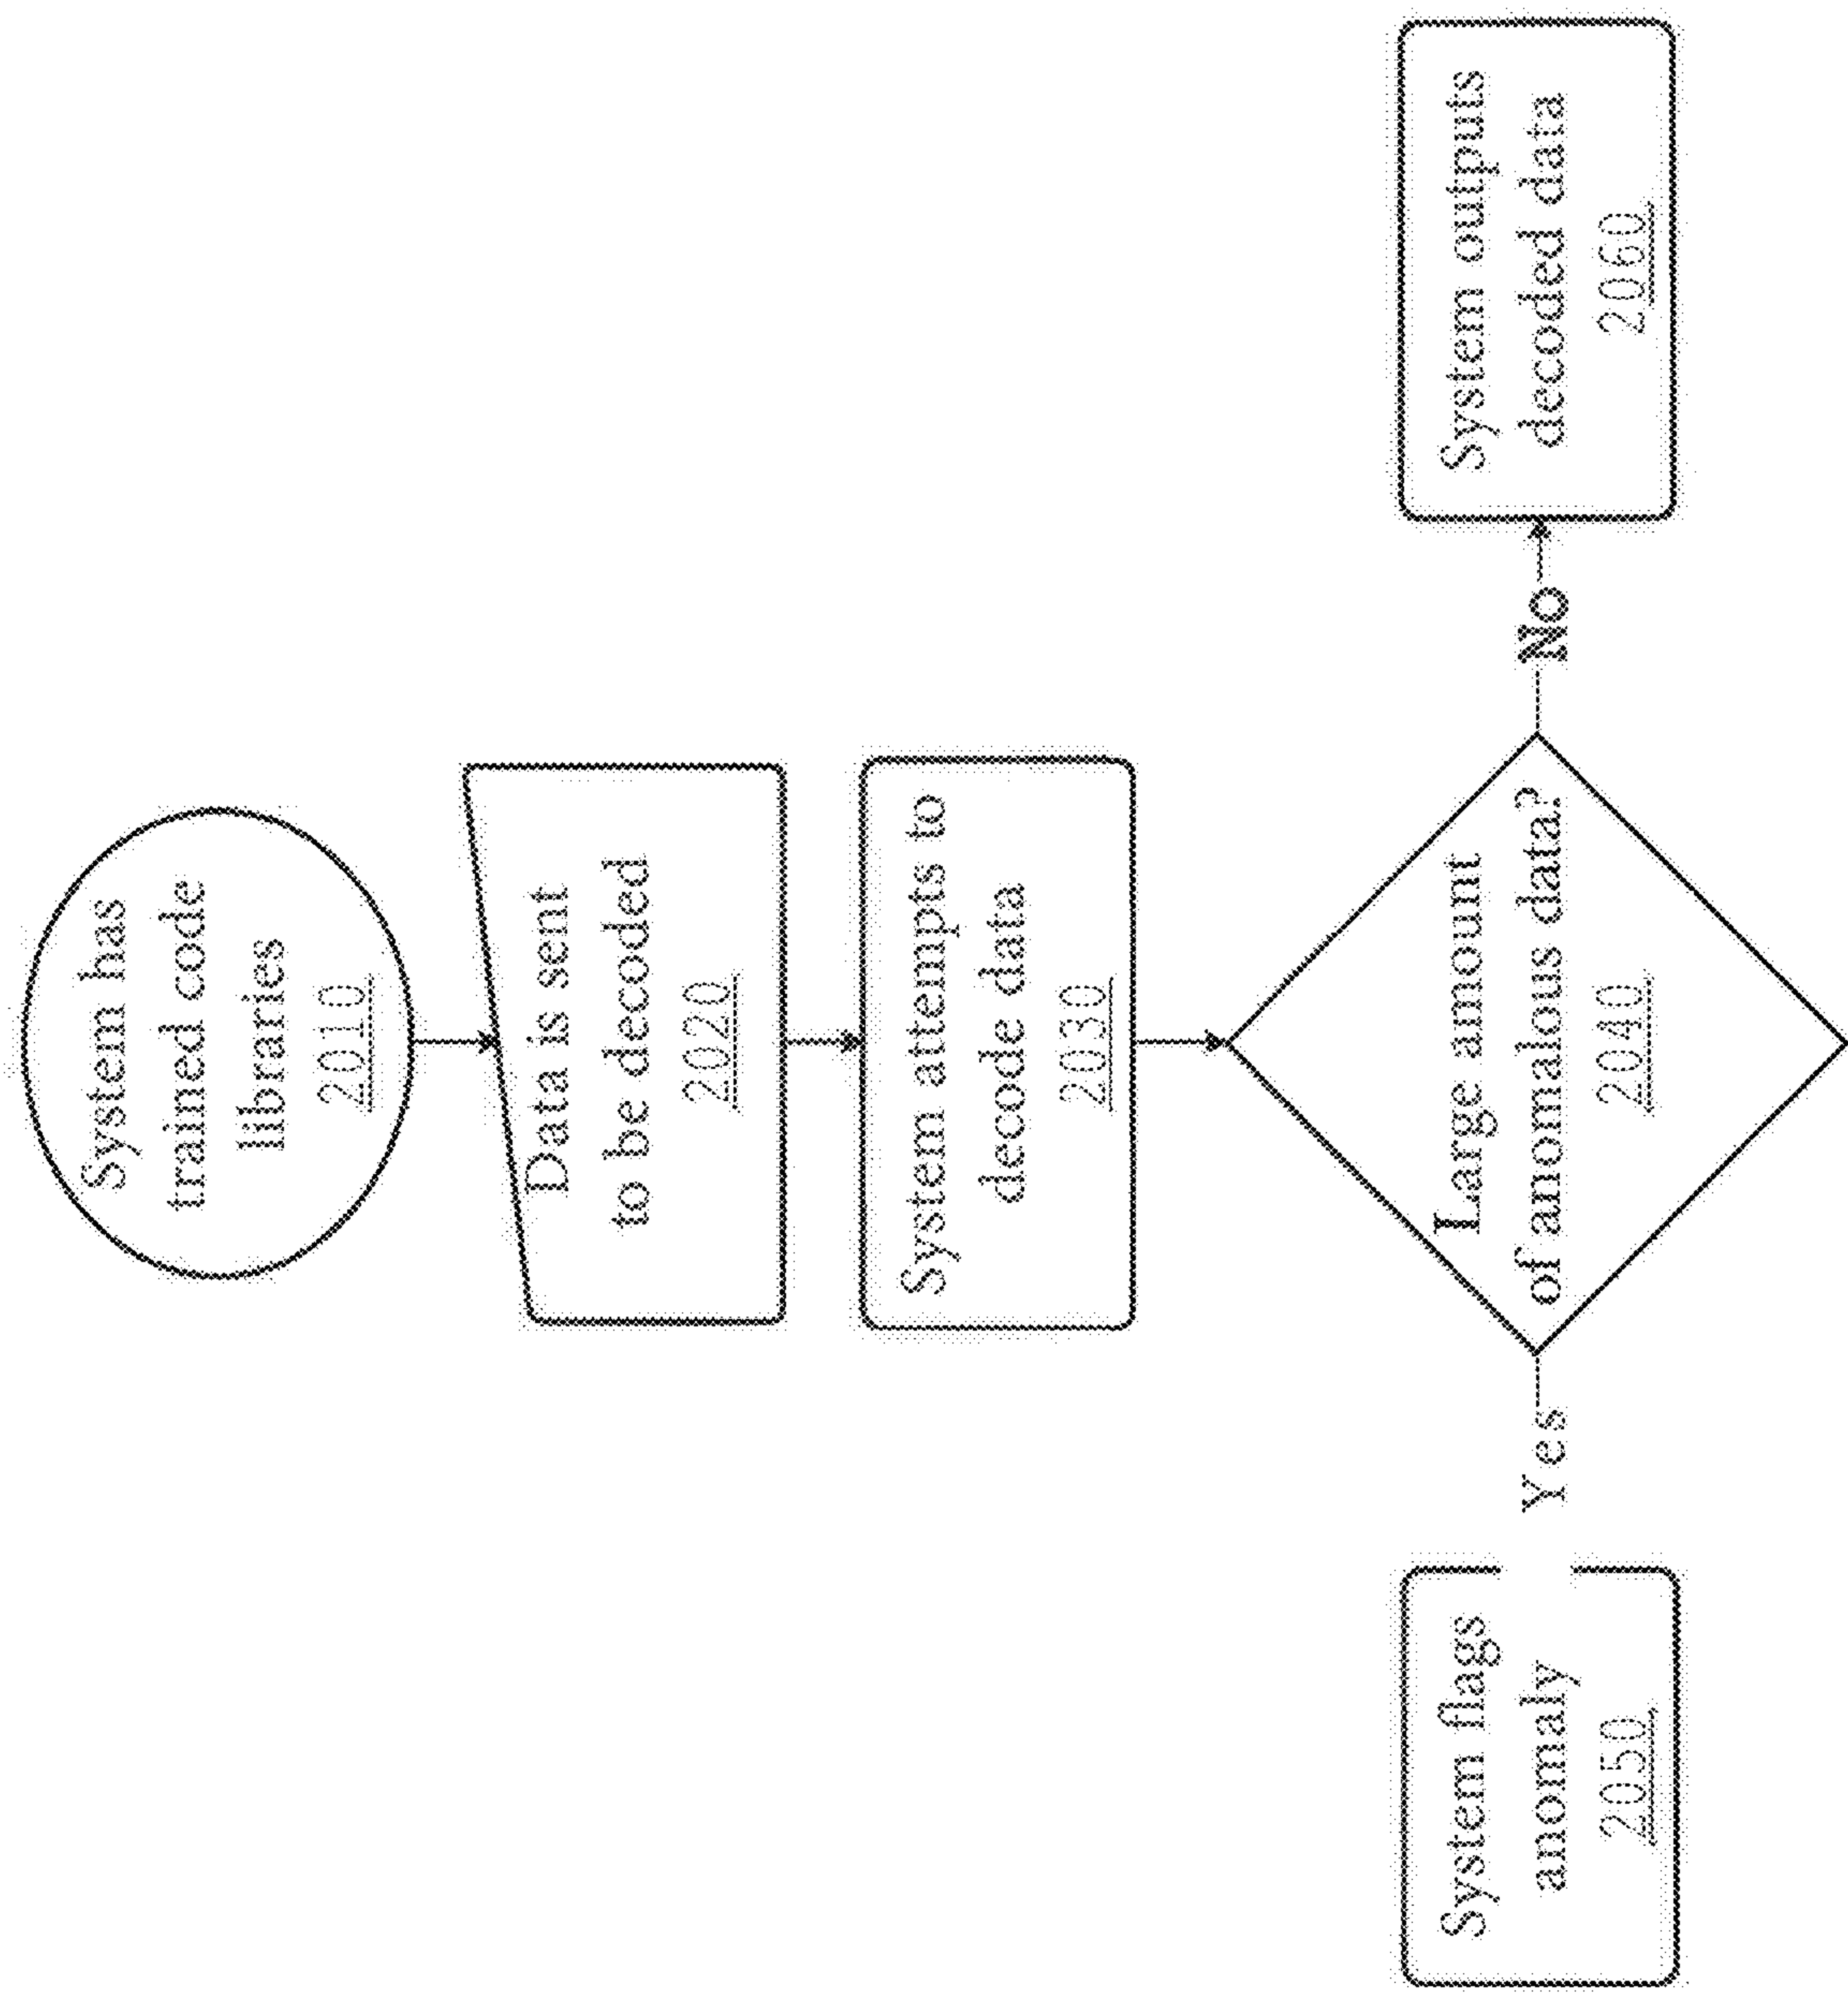 System has
trained code
libraries
2010
Data is sent
to be decoded
2020
System attempts to
decode data
2030
Large amount
of anomalous data?
2040
Yes
No
System flags
anomaly
2050
System outputs
decoded data
2060